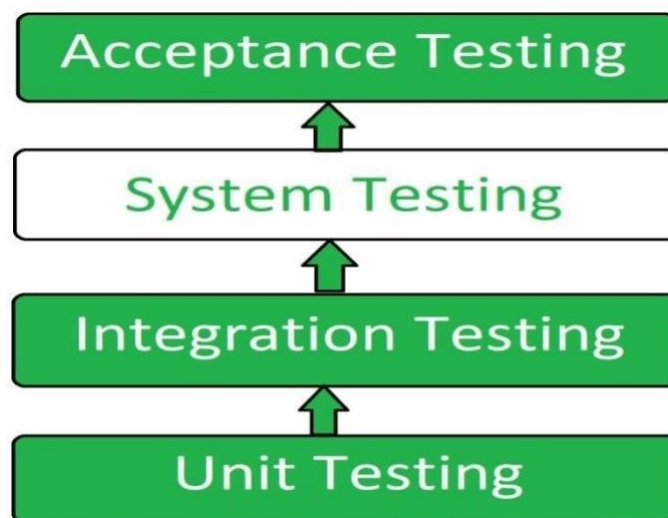 Acceptance Testing
System Testing
Integration Testing
Unit Testing